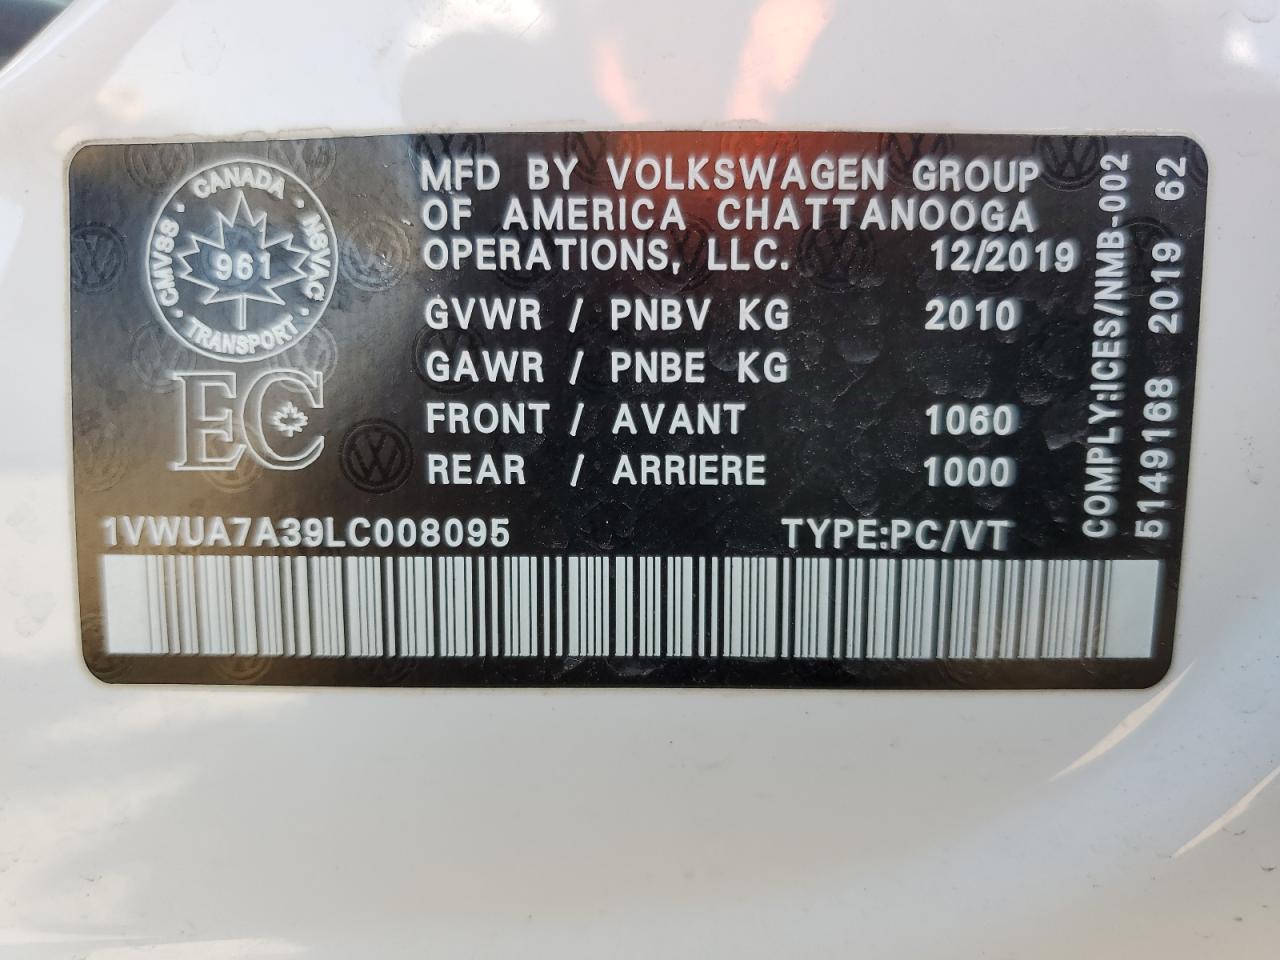 CANADA
CMVSS · NSVAC
961
TRANSPORT
EC
MFD BY VOLKSWAGEN GROUP
OF AMERICA CHATTANOOGA
OPERATIONS, LLC. 12/2019
GVWR / PNBV KG 2010
GAWR / PNBE KG
FRONT / AVANT 1060
REAR / ARRIERE 1000
1VWUA7A39LC008095 TYPE:PC/VT
COMPLY:ICES/NMB-002
5149168 2019 62